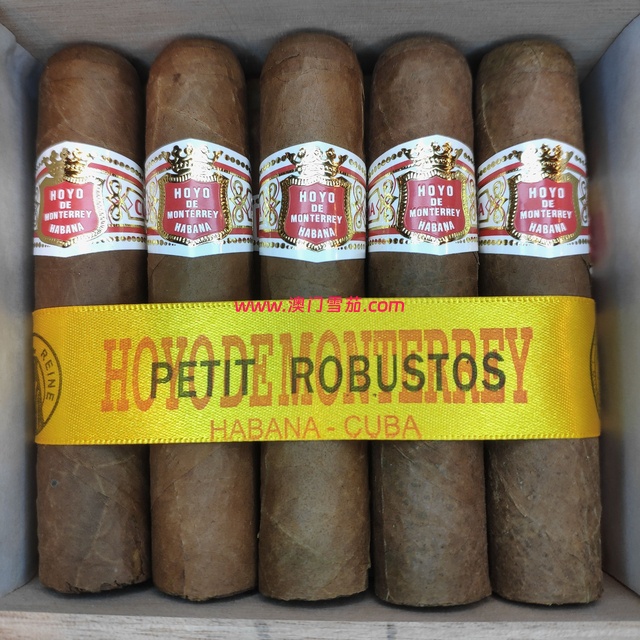 HOYO DE MONTERREY HABANA
HOYO DE MONTERREY HABANA
HOYO DE MONTERREY HABANA
HOYO DE MONTERREY HABANA
HOYO DE MONTERREY HABANA
www.澳门雪茄.com
REINE
HOYO DE MONTERREY
PETIT ROBUSTOS
HABANA - CUBA